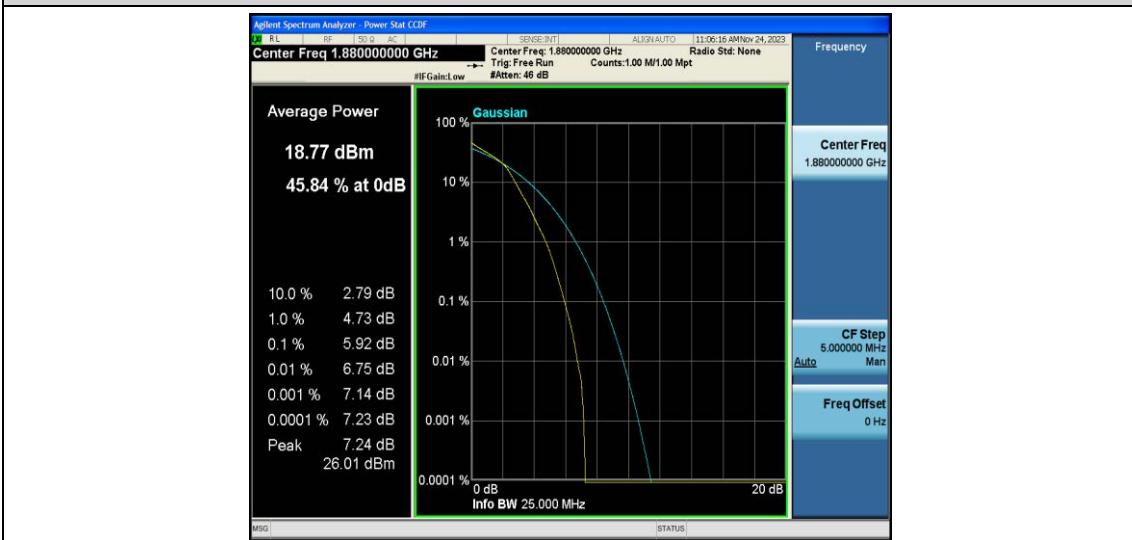 Agilent Spectrum Analyzer - Power Stat CCDF
RL RF 50 Ω AC SENSE:INT ALIGN AUTO 11:06:16 AM Nov 24, 2023
Center Freq 1.880000000 GHz
Center Freq: 1.880000000 GHz Radio Std: None
Trig: Free Run Counts:1.00 M/1.00 Mpt
#IFGain:Low #Atten: 46 dB
Frequency
Average Power
18.77 dBm
45.84 % at 0dB
10.0 % 2.79 dB
1.0 % 4.73 dB
0.1 % 5.92 dB
0.01 % 6.75 dB
0.001 % 7.14 dB
0.0001 % 7.23 dB
Peak 7.24 dB
26.01 dBm
Gaussian
100 %
10 %
1 %
0.1 %
0.01 %
0.001 %
0.0001 %
0 dB 20 dB
Info BW 25.000 MHz
Center Freq
1.880000000 GHz
CF Step
5.000000 MHz
Auto Man
Freq Offset
0 Hz
MSG STATUS